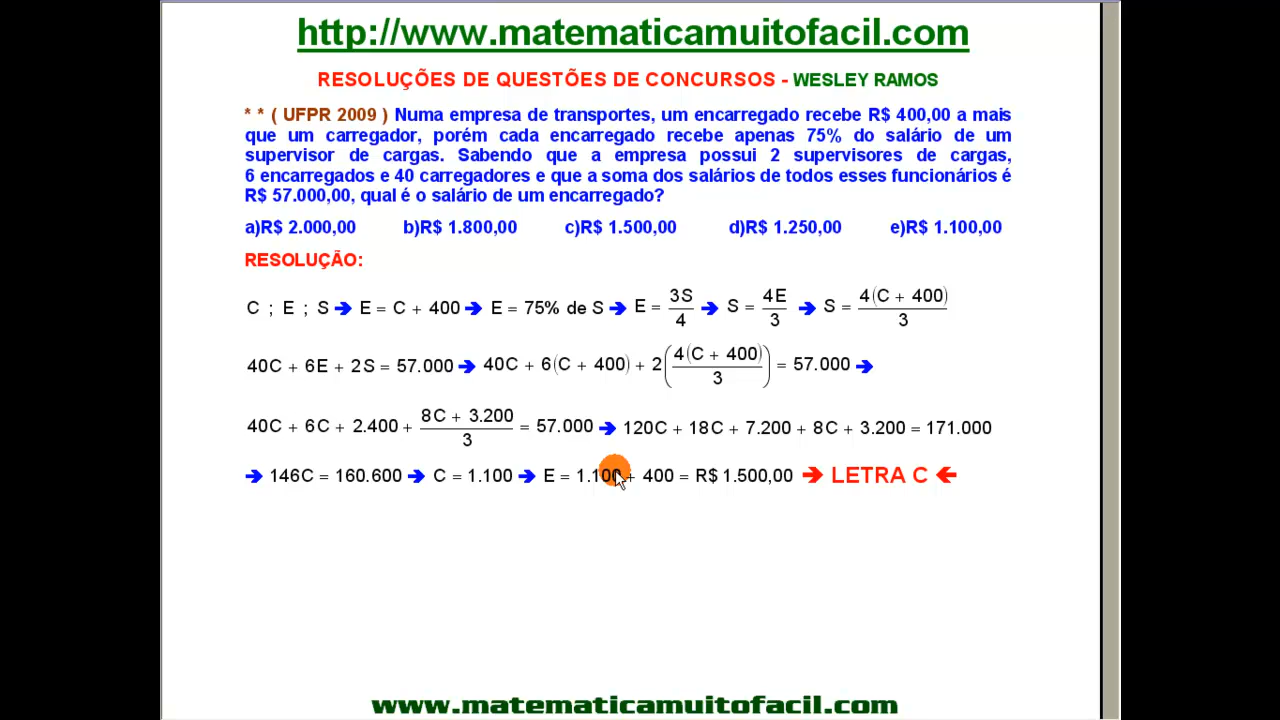 http://www.matematicamuitofacil.com
RESOLUÇÕES DE QUESTÕES DE CONCURSOS - WESLEY RAMOS
* * ( UFPR 2009 ) Numa empresa de transportes, um encarregado recebe R$ 400,00 a mais
que um carregador, porém cada encarregado recebe apenas 75% do salário de um
supervisor de cargas. Sabendo que a empresa possui 2 supervisores de cargas,
6 encarregados e 40 carregadores e que a soma dos salários de todos esses funcionários é
R$ 57.000,00, qual é o salário de um encarregado?
a)R$ 2.000,00 b)R$ 1.800,00 c)R$ 1.500,00 d)R$ 1.250,00 e)R$ 1.100,00
RESOLUÇÃO:
C ; E ; S ➔ E = C + 400 ➔ E = 75% de S ➔ E = 3S/4 ➔ S = 4E/3 ➔ S = 4(C + 400)/3
40C + 6E + 2S = 57.000 ➔ 40C + 6(C + 400) + 2(4(C + 400)/3) = 57.000 ➔
40C + 6C + 2.400 + (8C + 3.200)/3 = 57.000 ➔ 120C + 18C + 7.200 + 8C + 3.200 = 171.000
➔ 146C = 160.600 ➔ C = 1.100 ➔ E = 1.100 + 400 = R$ 1.500,00 ➔ LETRA C 🡸
www.matematicamuitofacil.com